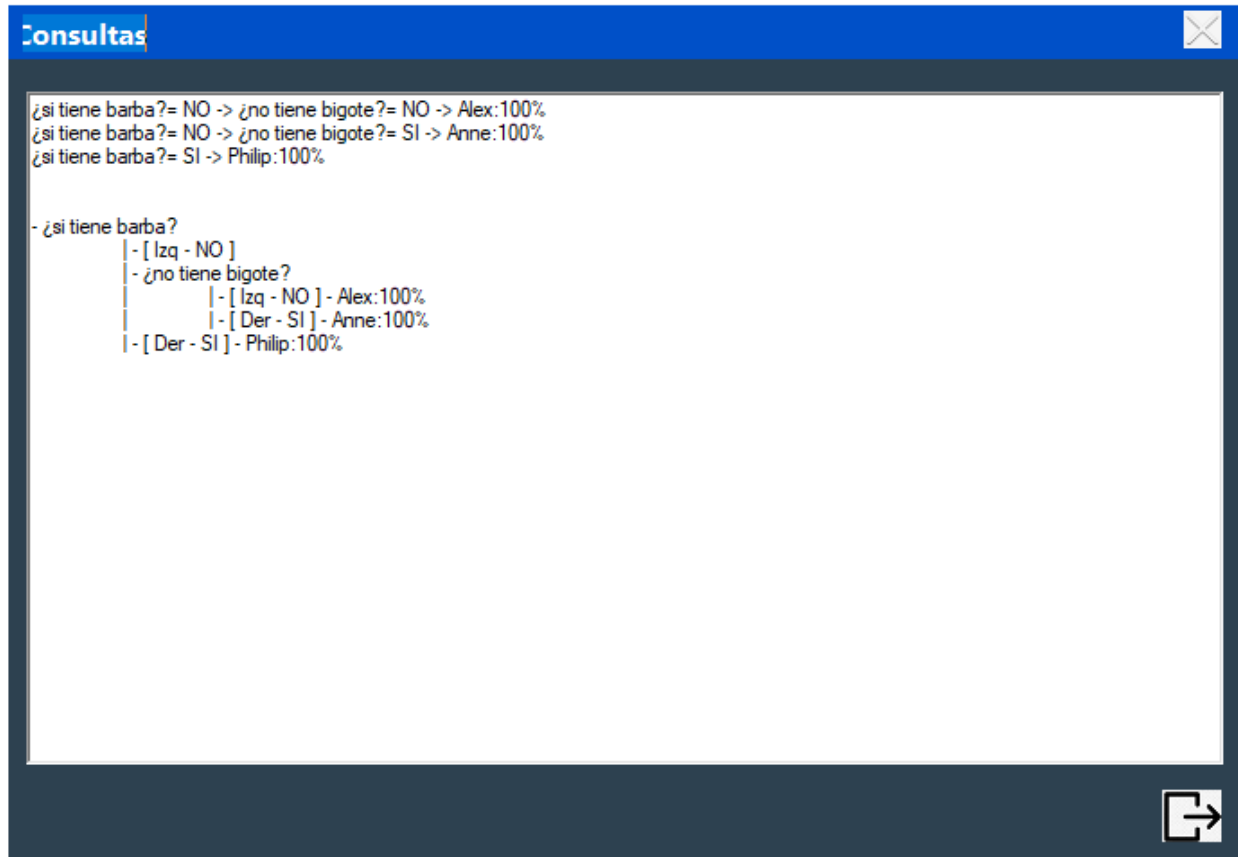 Consultas
¿si tiene barba?= NO -> ¿no tiene bigote?= NO -> Alex:100%
¿si tiene barba?= NO -> ¿no tiene bigote?= SI -> Anne:100%
¿si tiene barba?= SI -> Philip:100%
- ¿si tiene barba?
|- [ Izq - NO ]
|- ¿no tiene bigote?
| |- [ Izq - NO ] - Alex:100%
| |- [ Der - SI ] - Anne:100%
|- [ Der - SI ] - Philip:100%